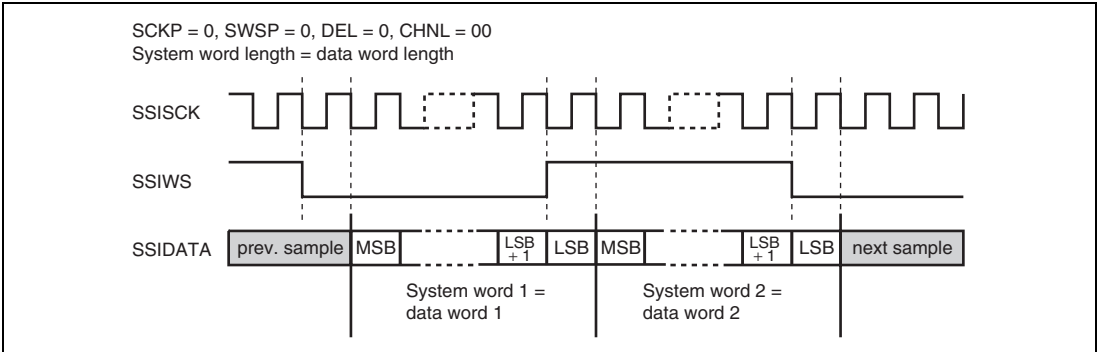 SCKP = 0, SWSP = 0, DEL = 0, CHNL = 00
System word length = data word length
SSISCK
SSIWS
SSIDATA prev. sample MSB LSB + 1 LSB MSB LSB + 1 LSB next sample
System word 1 = System word 2 =
data word 1 data word 2